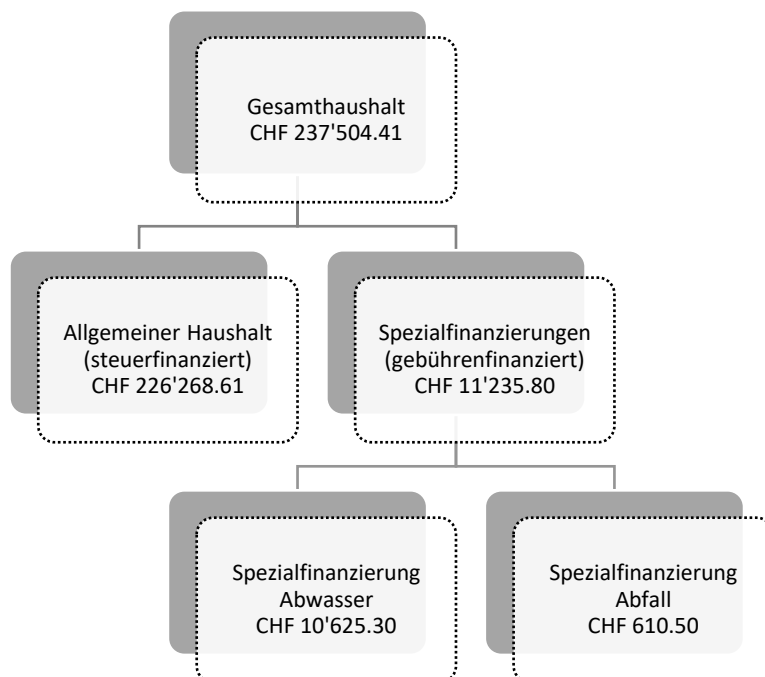 Gesamthaushalt
CHF 237'504.41
Allgemeiner Haushalt
(steuerfinanziert)
CHF 226'268.61
Spezialfinanzierungen
(gebührenfinanziert)
CHF 11'235.80
Spezialfinanzierung
Abwasser
CHF 10'625.30
Spezialfinanzierung
Abfall
CHF 610.50